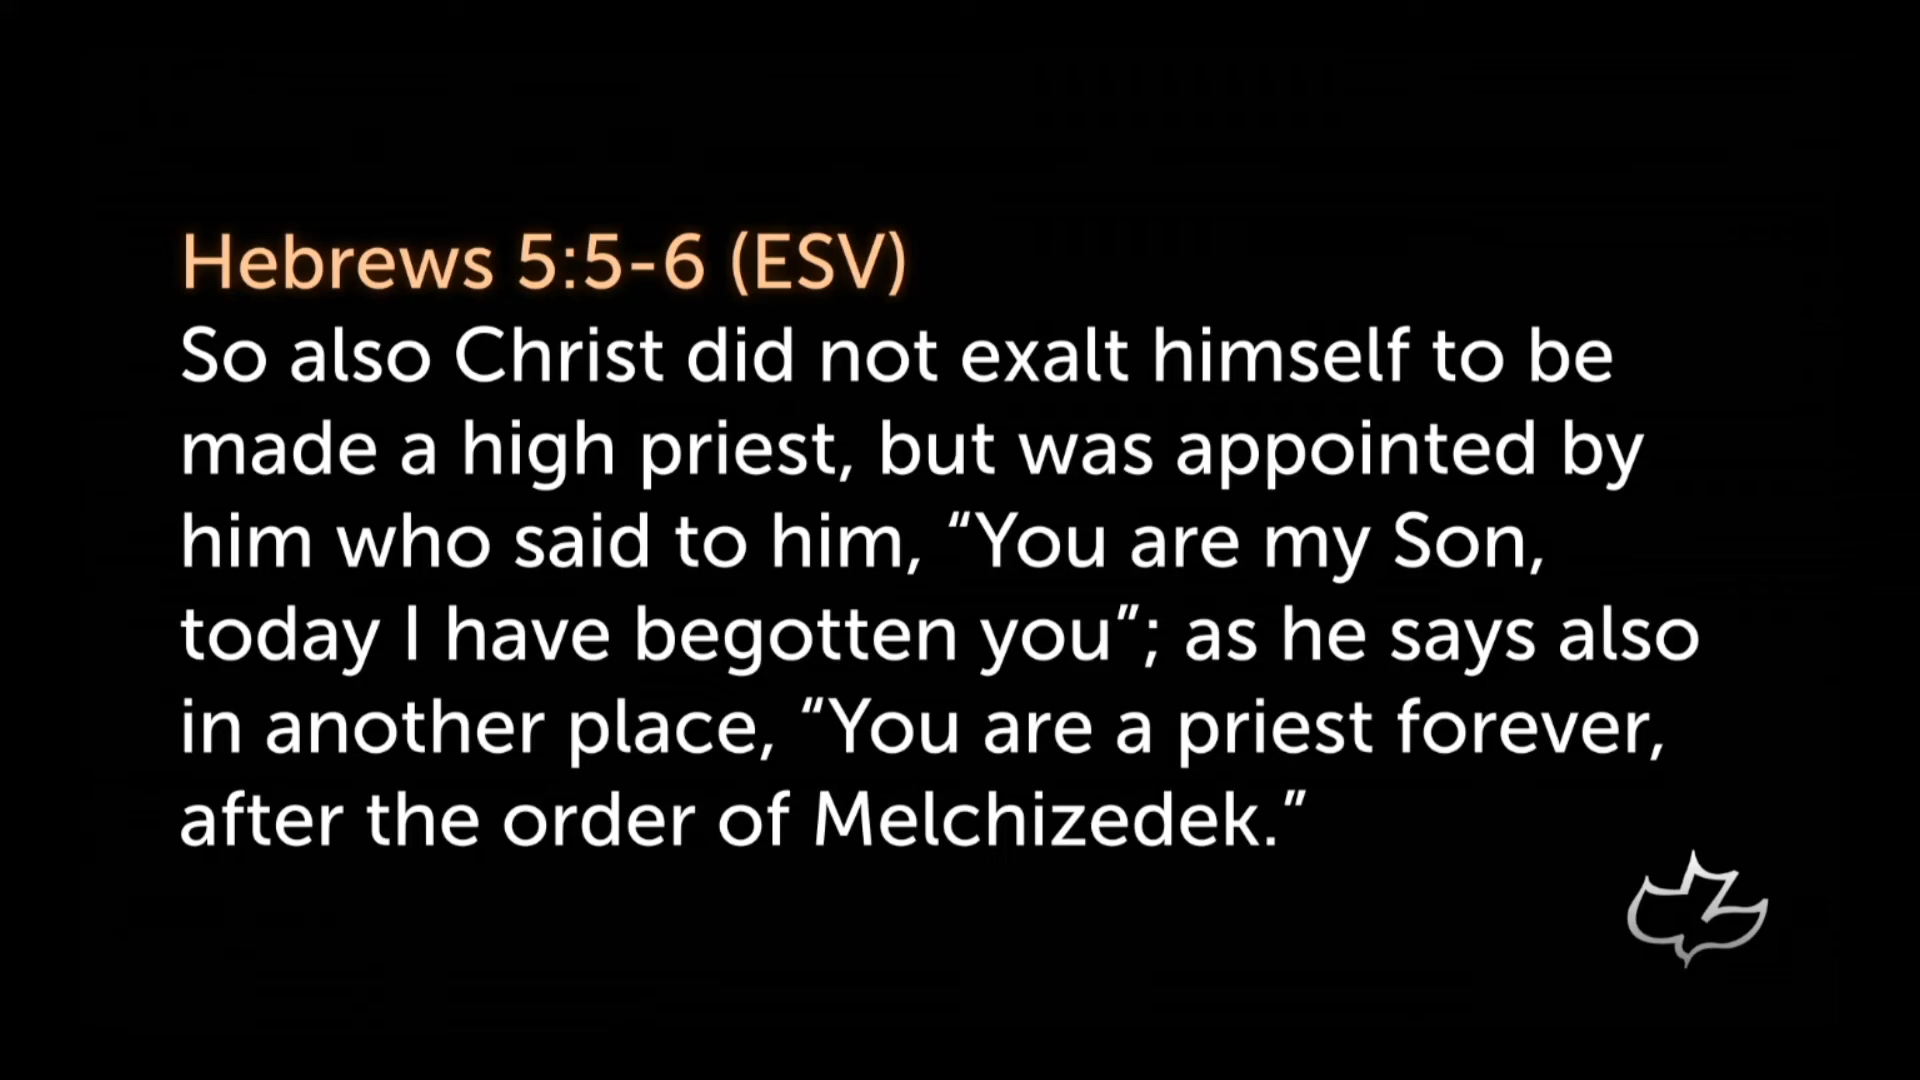 Hebrews 5:5-6 (ESV)
So also Christ did not exalt himself to be
made a high priest, but was appointed by
him who said to him, “You are my Son,
today I have begotten you”; as he says also
in another place, “You are a priest forever,
after the order of Melchizedek.”